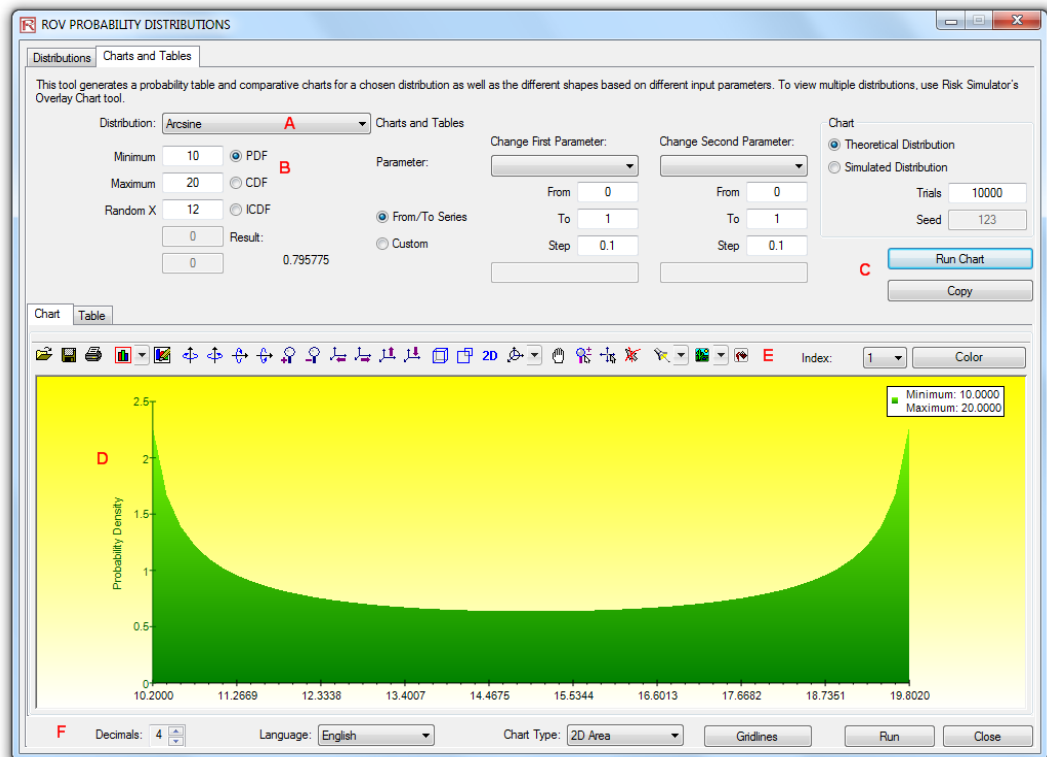 ROV PROBABILITY DISTRIBUTIONS
Distributions
Charts and Tables
This tool generates a probability table and comparative charts for a chosen distribution as well as the different shapes based on different input parameters. To view multiple distributions, use Risk Simulator's
Overlay Chart tool.
Distribution: Arcsine A
Charts and Tables
Minimum 10 PDF B
Maximum 20 CDF
Random X 12 ICDF
0 Result:
0 0.795775
Parameter:
From/To Series
Custom
Change First Parameter:
From 0
To 1
Step 0.1
Change Second Parameter:
From 0
To 1
Step 0.1
Chart
Theoretical Distribution
Simulated Distribution
Trials 10000
Seed 123
C
Run Chart
Copy
Chart
Table
2D
E
Index: 1
Color
Minimum: 10.0000
Maximum: 20.0000
D
Probability Density
2.5
2
1.5
1
0.5
0
10.2000 11.2669 12.3338 13.4007 14.4675 15.5344 16.6013 17.6682 18.7351 19.8020
F
Decimals: 4
Language: English
Chart Type: 2D Area
Gridlines
Run
Close